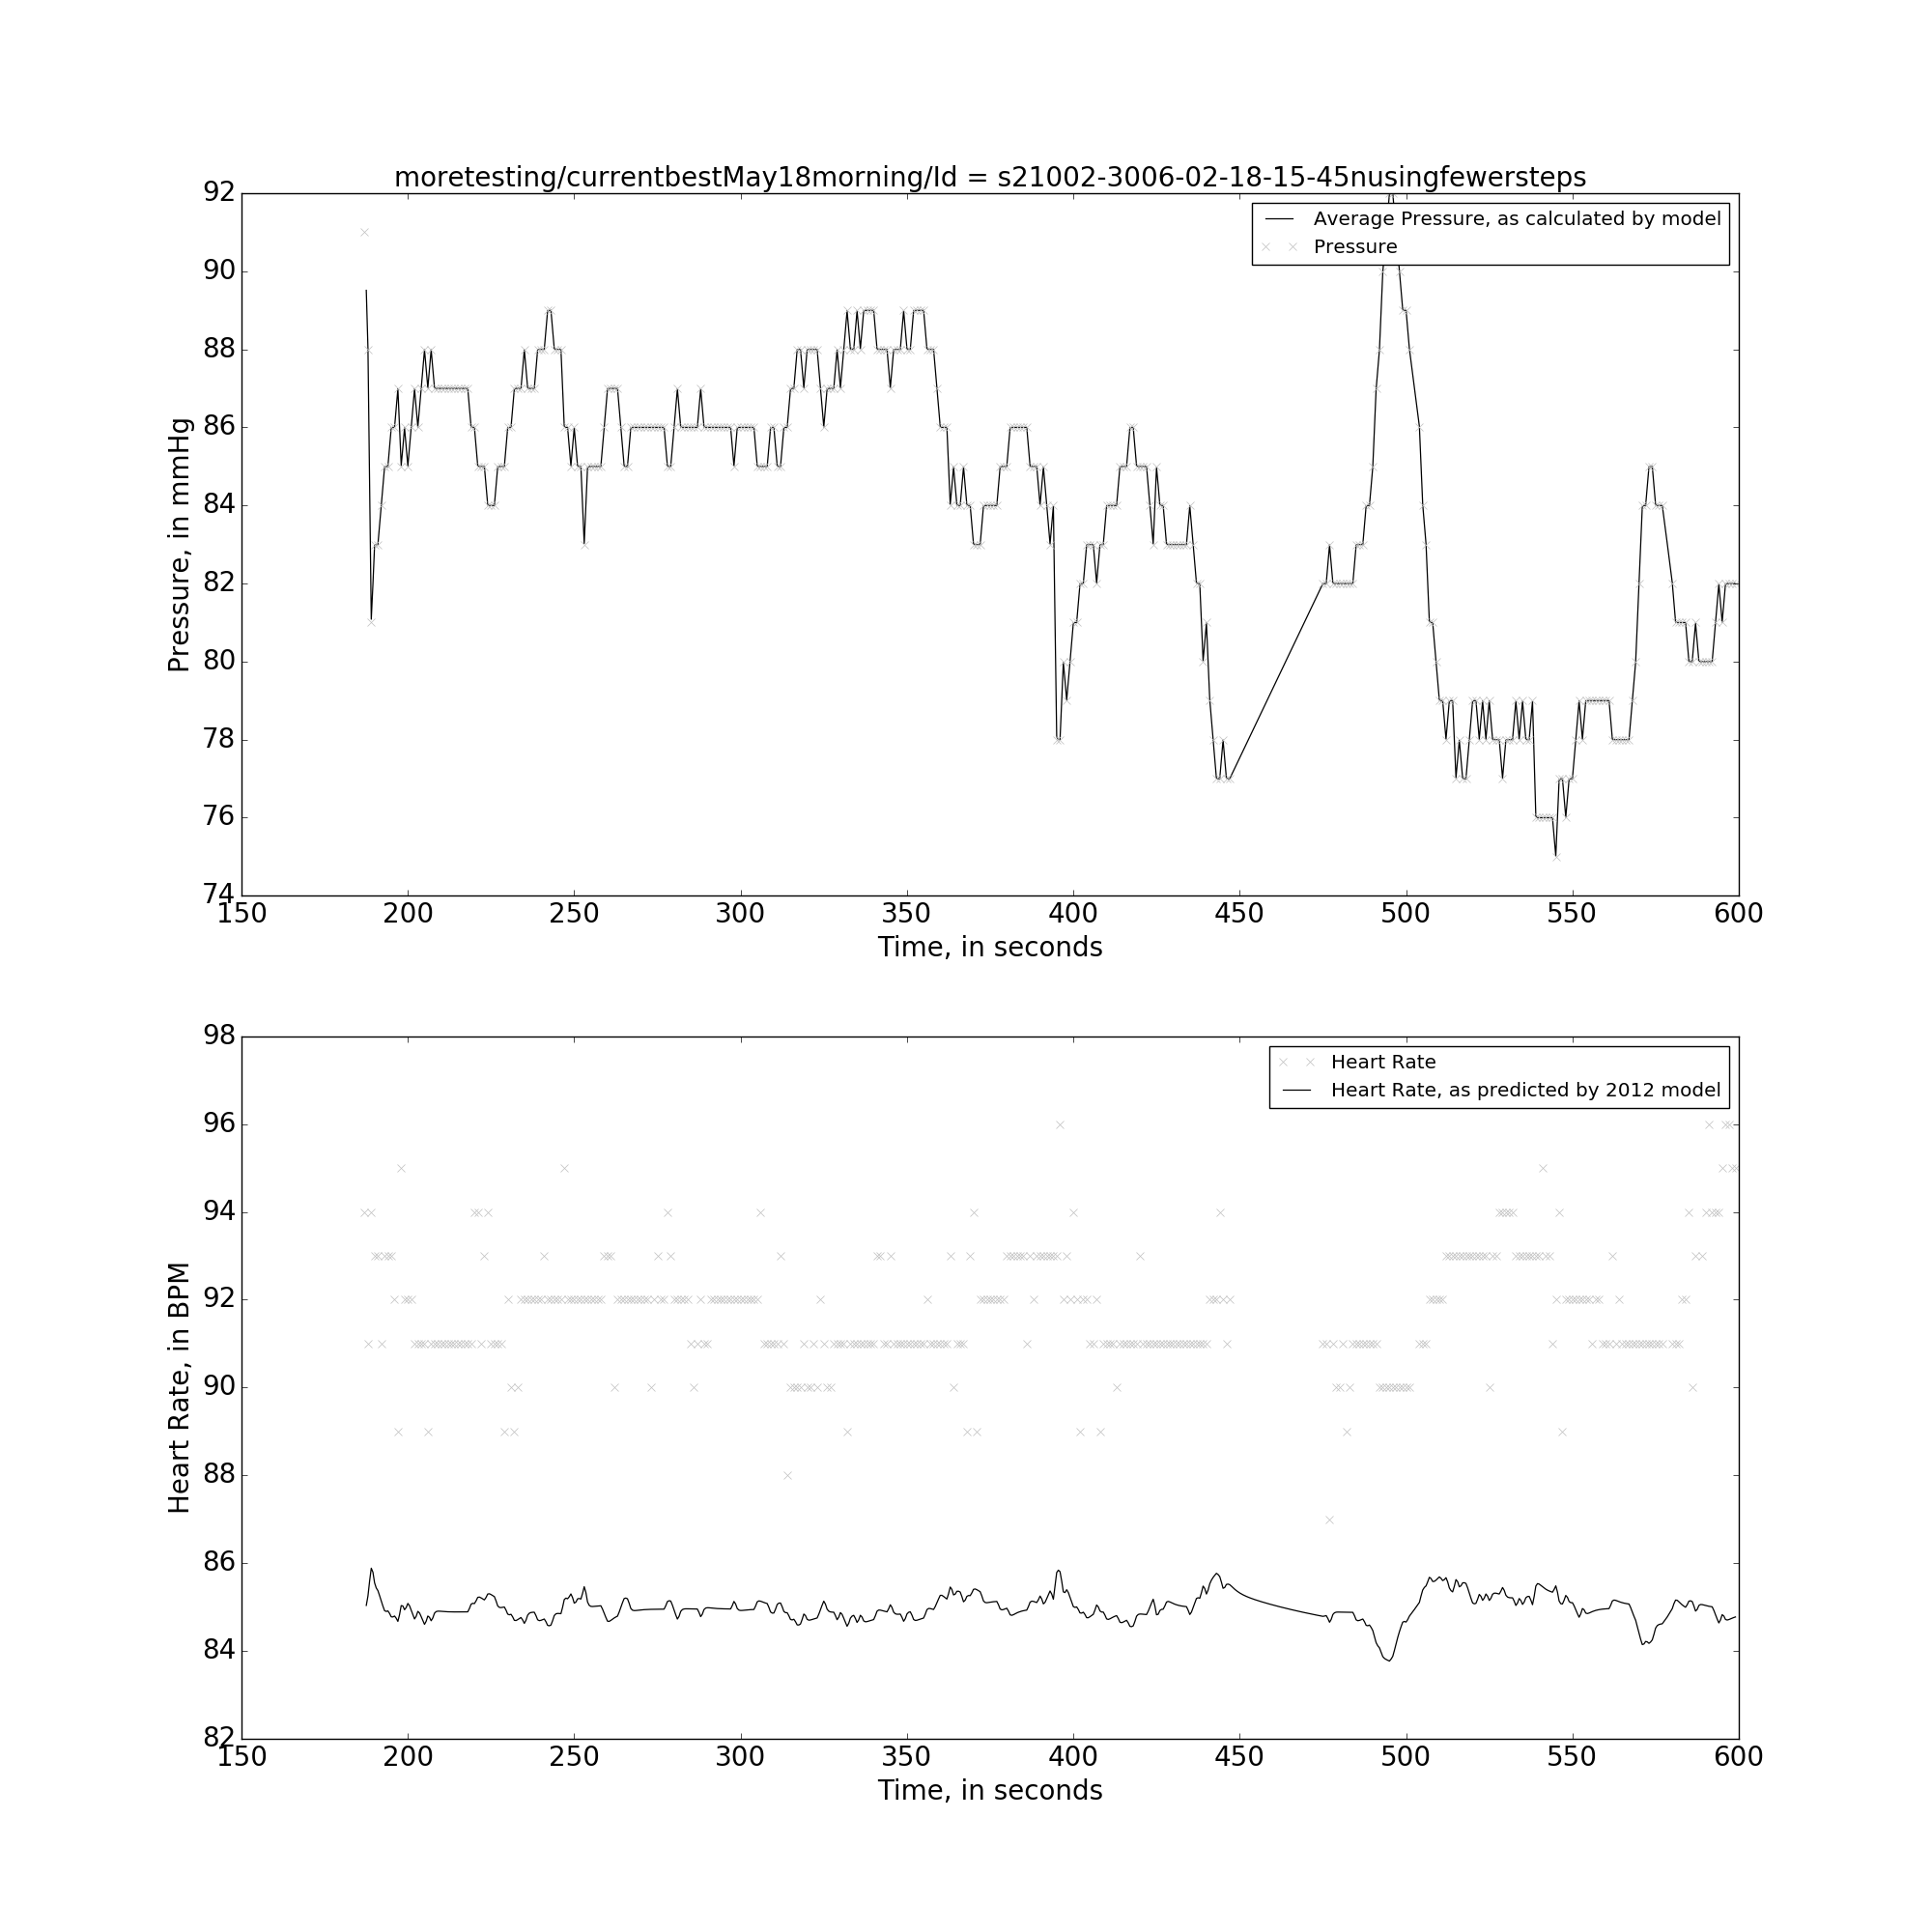 moretesting/currentbestMay18morning/Id = s21002-3006-02-18-15-45nusingfewersteps
92
90
88
86
84
82
80
78
76
74
Pressure, in mmHg
Average Pressure, as calculated by model
Pressure
150 200 250 300 350 400 450 500 550 600
Time, in seconds
98
96
94
92
90
88
86
84
82
Heart Rate, in BPM
Heart Rate
Heart Rate, as predicted by 2012 model
150 200 250 300 350 400 450 500 550 600
Time, in seconds